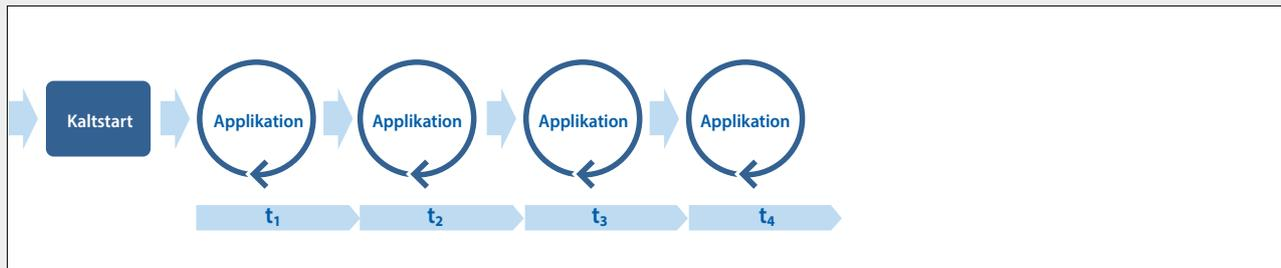 Kaltstart
Applikation
Applikation
Applikation
Applikation
t₁
t₂
t₃
t₄